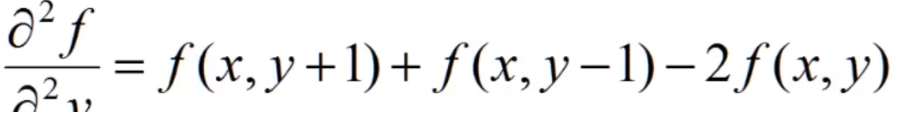 ∂²f/∂²y = f(x, y+1) + f(x, y−1) − 2f(x, y)